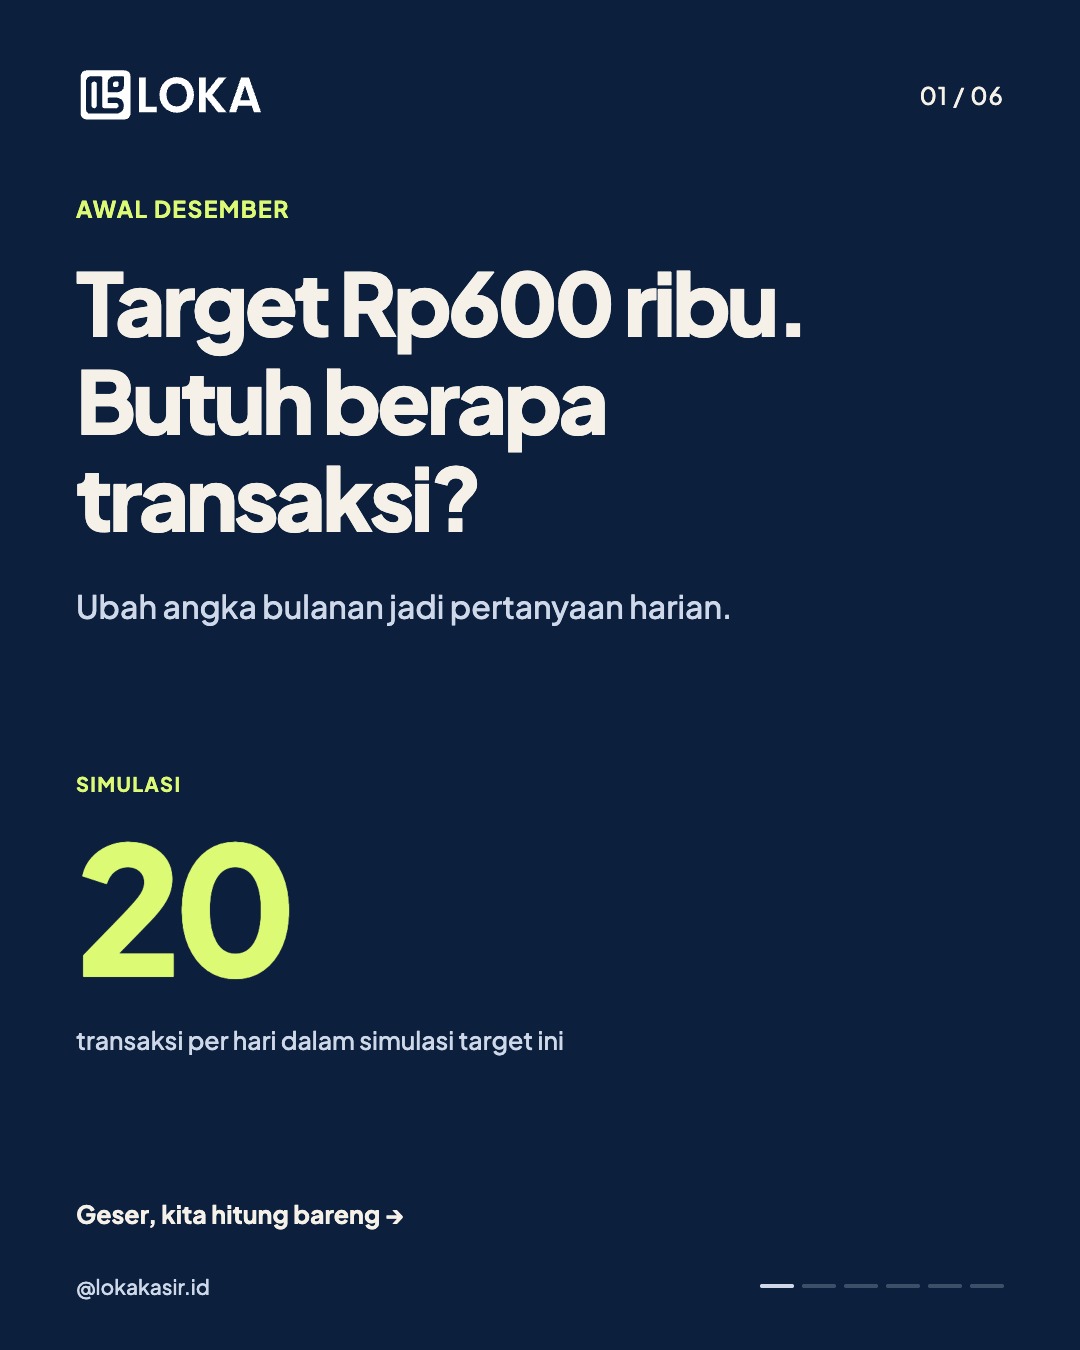 LOKA
01 / 06
AWAL DESEMBER
Target Rp600 ribu.
Butuh berapa
transaksi?
Ubah angka bulanan jadi pertanyaan harian.
SIMULASI
20
transaksi per hari dalam simulasi target ini
Geser, kita hitung bareng →
@lokakasir.id